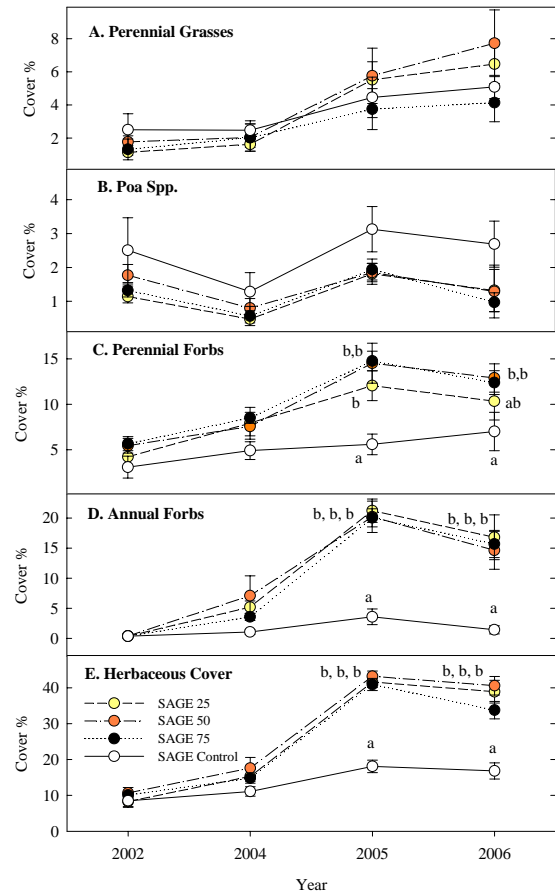 A. Perennial Grasses
Cover %
8
6
4
2
B. Poa Spp.
Cover %
4
3
2
1
C. Perennial Forbs
Cover %
15
10
5
b,b
b,b
b
ab
a
a
D. Annual Forbs
Cover %
20
15
10
5
0
b, b, b
b, b, b
a
a
E. Herbaceous Cover
Cover %
40
30
20
10
0
SAGE 25
SAGE 50
SAGE 75
SAGE Control
b, b, b
b, b, b
a
a
2002 2004 2005 2006
Year